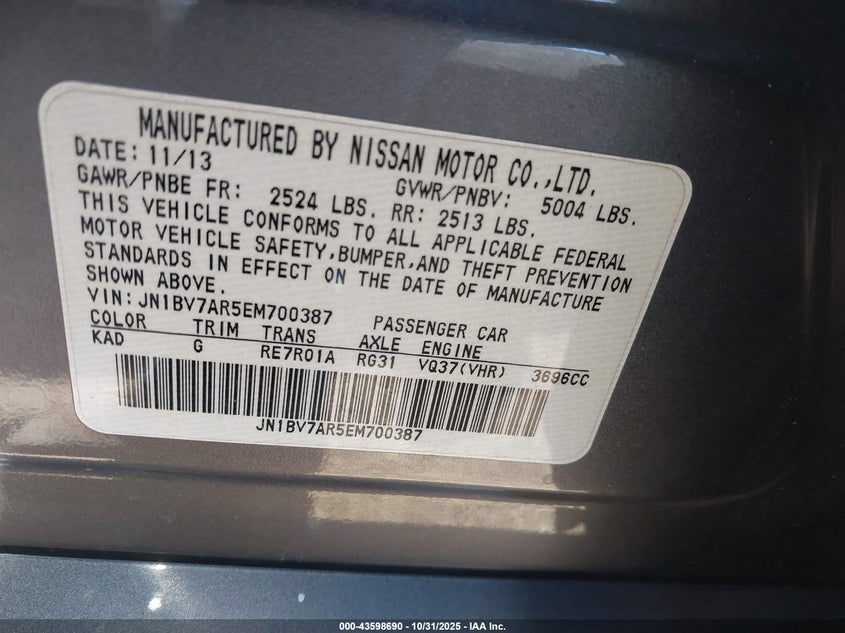 MANUFACTURED BY NISSAN MOTOR CO.,LTD.
DATE: 11/13 GVWR/PNBV: 5004 LBS.
GAWR/PNBE FR: 2524 LBS. RR: 2513 LBS.
THIS VEHICLE CONFORMS TO ALL APPLICABLE FEDERAL
MOTOR VEHICLE SAFETY,BUMPER,AND THEFT PREVENTION
STANDARDS IN EFFECT ON THE DATE OF MANUFACTURE
SHOWN ABOVE.
VIN: JN1BV7AR5EM700387 PASSENGER CAR
COLOR TRIM TRANS AXLE ENGINE
KAD G RE7R01A RG31 VQ37(VHR) 3696CC
JN1BV7AR5EM700387
000-43598690 - 10/31/2025 - IAA Inc.